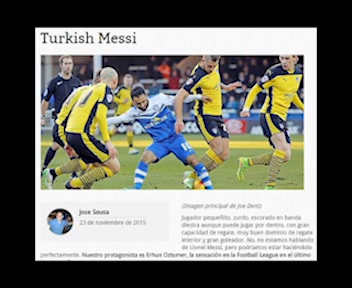 Turkish Messi
(Imagen principal de Joe Dent)
Jose Sousa
23 de noviembre de 2015
Jugador pequeñito, zurdo, escorado en banda
diestra aunque puede jugar por dentro, con gran
capacidad de regate, muy buen dominio de regate
interior y gran goleador. No, no estamos hablando
de Lionel Messi, pero podríamos estar haciéndolo
perfectamente. Nuestro protagonista es Erhun Oztumer, la sensación en la Football League en el último